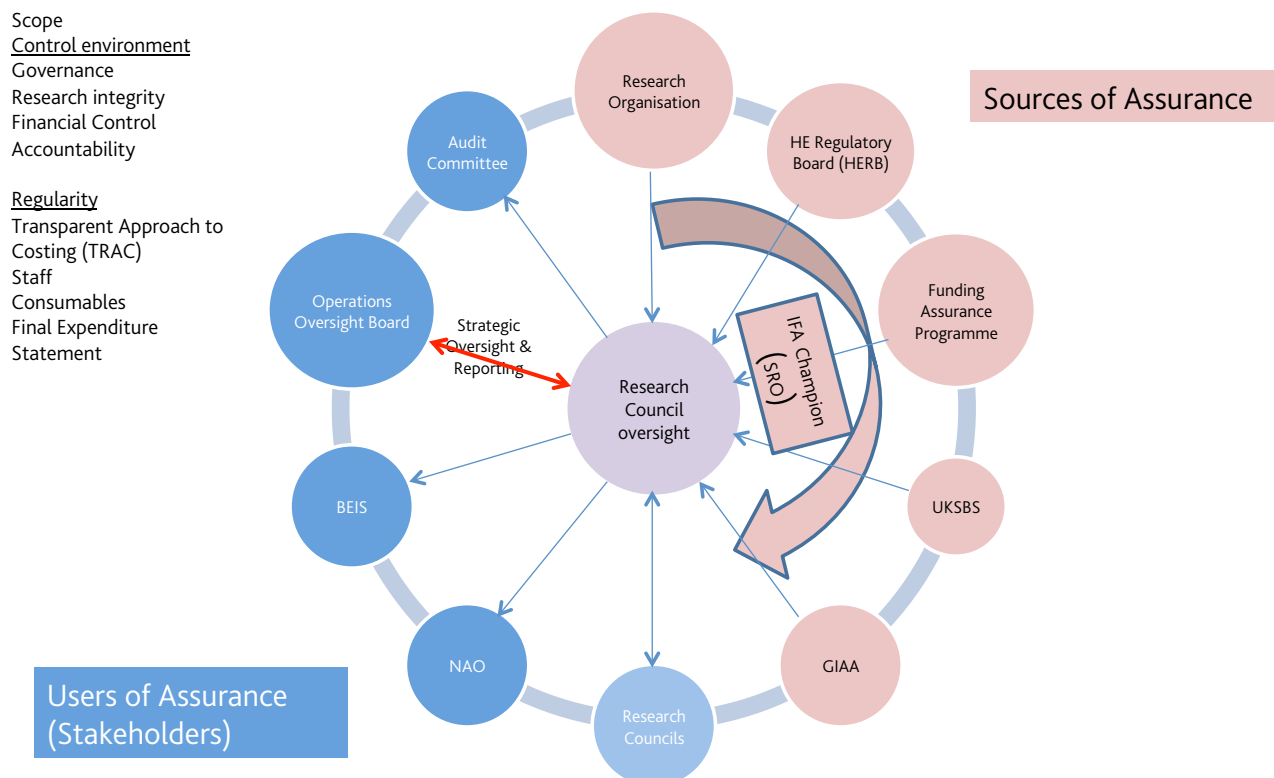 Scope
Control environment
Governance
Research integrity
Financial Control
Accountability
Regularity
Transparent Approach to
Costing (TRAC)
Staff
Consumables
Final Expenditure
Statement
Research
Organisation
Sources of Assurance
HE Regulatory
Board (HERB)
Audit
Committee
Funding
Assurance
Programme
Operations
Oversight Board
Strategic
Oversight &
Reporting
IFA Champion
(SRO)
Research
Council
oversight
BEIS
UKSBS
NAO
GIAA
Research
Councils
Users of Assurance
(Stakeholders)